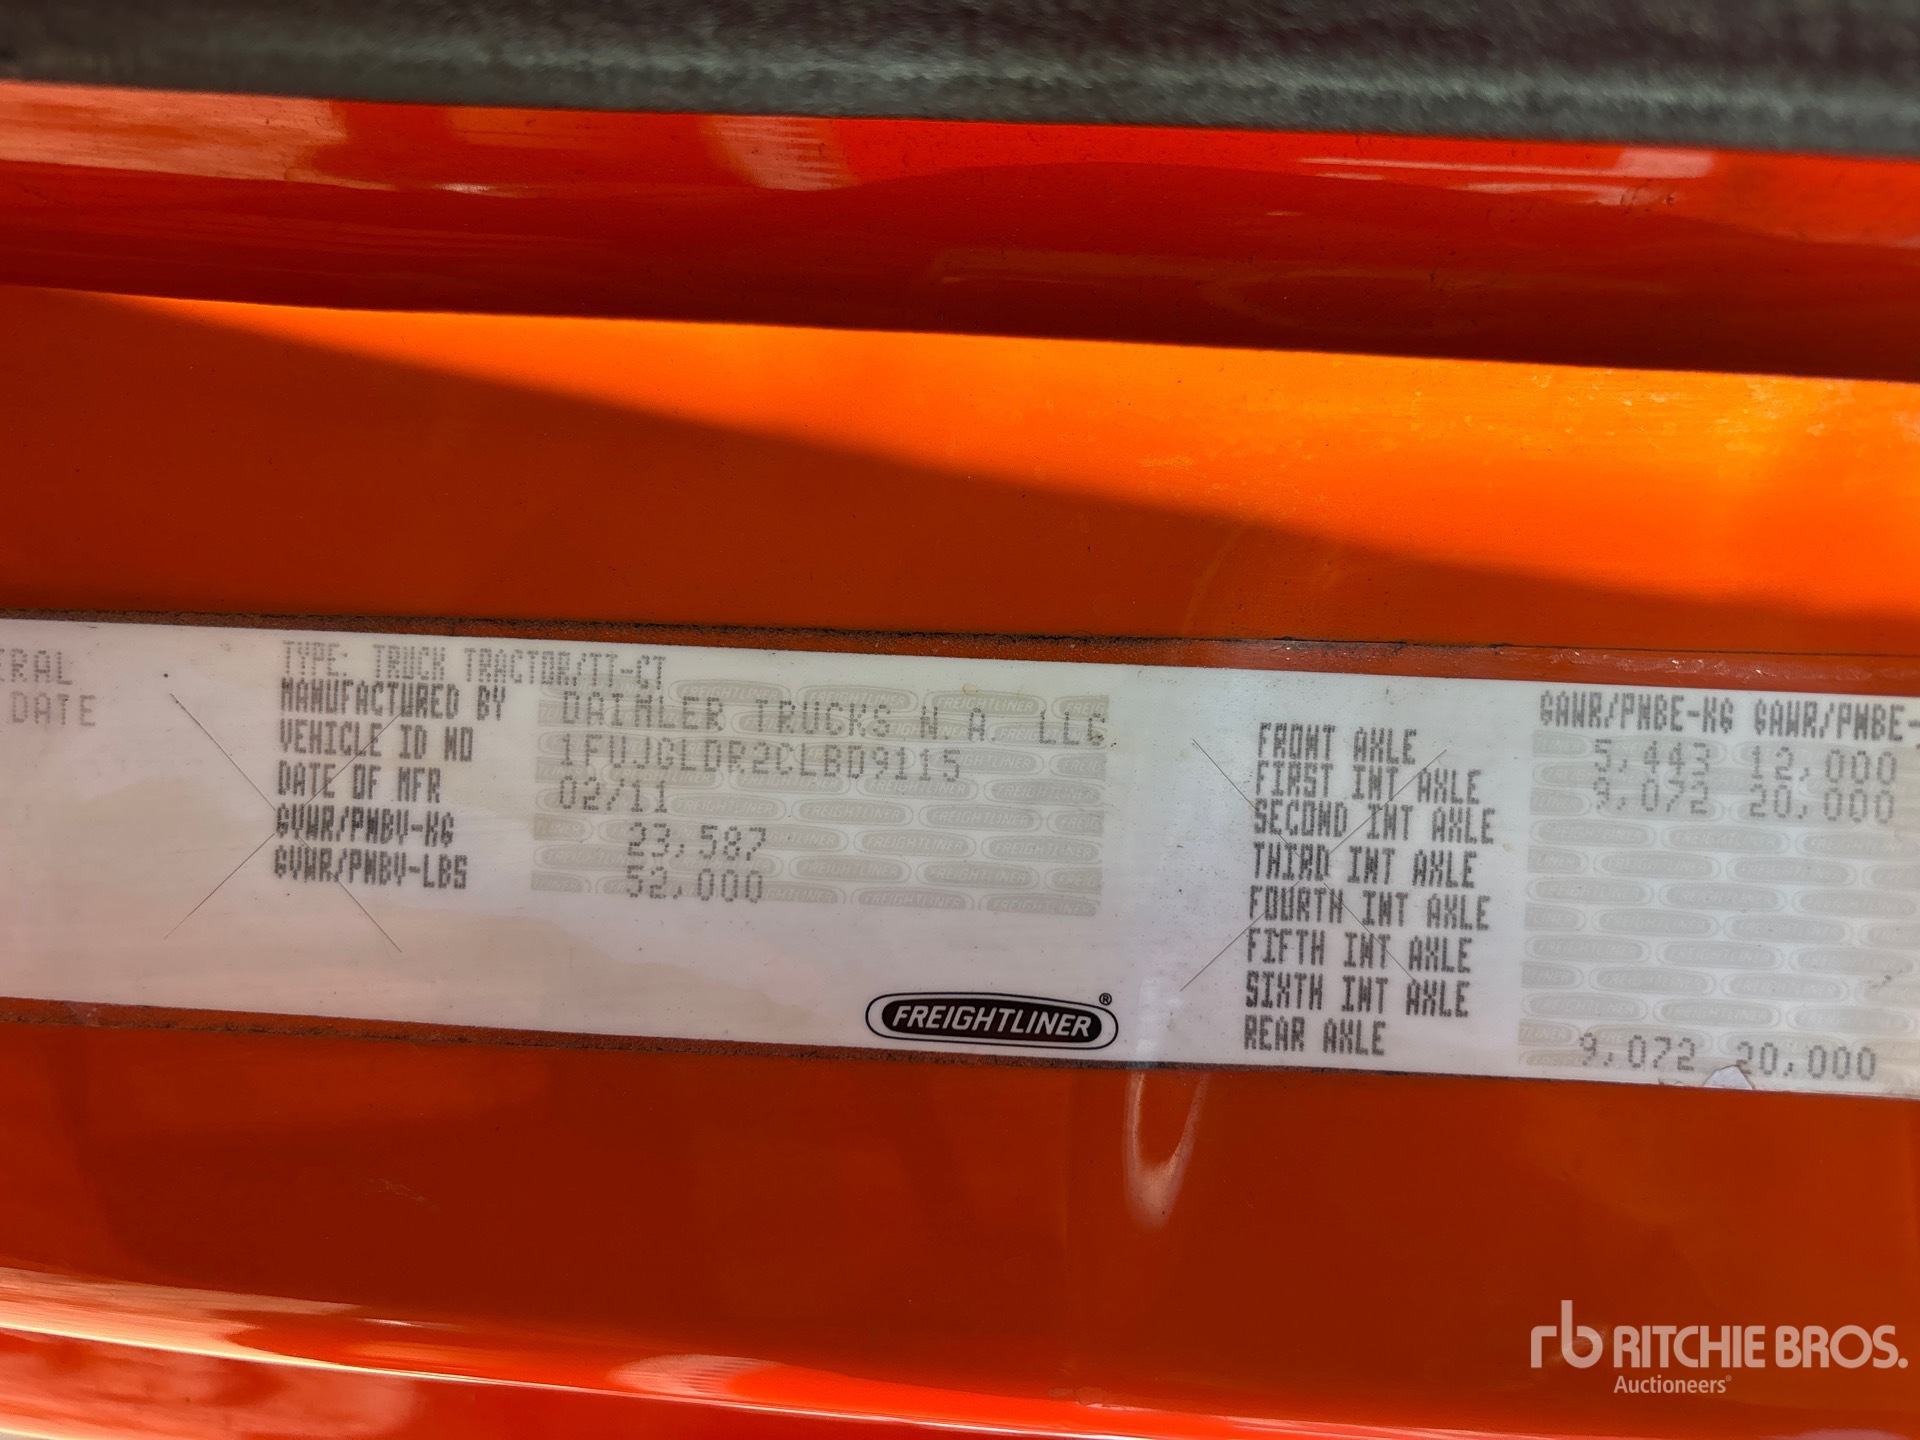 ERAL
DATE
TYPE: TRUCK TRACTOR/TT-CT
MANUFACTURED BY DAIMLER TRUCKS N.A. LLC
VEHICLE ID NO 1FUJGLDR2CLBD9115
DATE OF MFR 02/11
GVWR/PNBV-KG 23,587
GVWR/PNBV-LBS 52,000
FREIGHTLINER®
GAWR/PNBE-KG GAWR/PNBE-
FRONT AXLE 5,443 12,000
FIRST INT AXLE 9,072 20,000
SECOND INT AXLE
THIRD INT AXLE
FOURTH INT AXLE
FIFTH INT AXLE
SIXTH INT AXLE
REAR AXLE 9,072 20,000
rb RITCHIE BROS.
Auctioneers